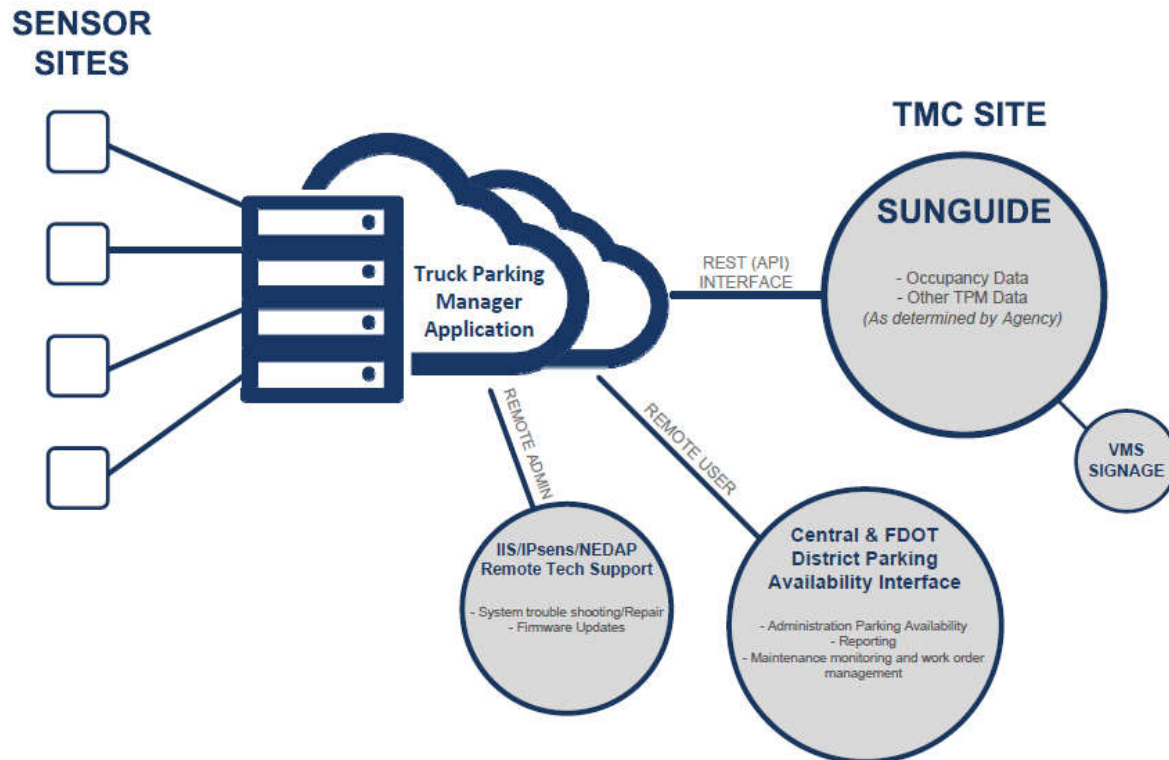 SENSOR
SITES
Truck Parking
Manager
Application
REST (API)
INTERFACE
TMC SITE
SUNGUIDE
- Occupancy Data
- Other TPM Data
(As determined by Agency)
VMS
SIGNAGE
REMOTE ADMIN
REMOTE USER
IIS/IPsens/NEDAP
Remote Tech Support
- System trouble shooting/Repair
- Firmware Updates
Central & FDOT
District Parking
Availability Interface
- Administration Parking Availability
- Reporting
- Maintenance monitoring and work order
management